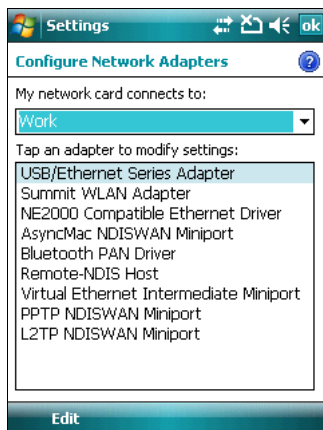 Settings
ok
Configure Network Adapters
?
My network card connects to:
Work
Tap an adapter to modify settings:
USB/Ethernet Series Adapter
Summit WLAN Adapter
NE2000 Compatible Ethernet Driver
AsyncMac NDISWAN Miniport
Bluetooth PAN Driver
Remote-NDIS Host
Virtual Ethernet Intermediate Miniport
PPTP NDISWAN Miniport
L2TP NDISWAN Miniport
Edit